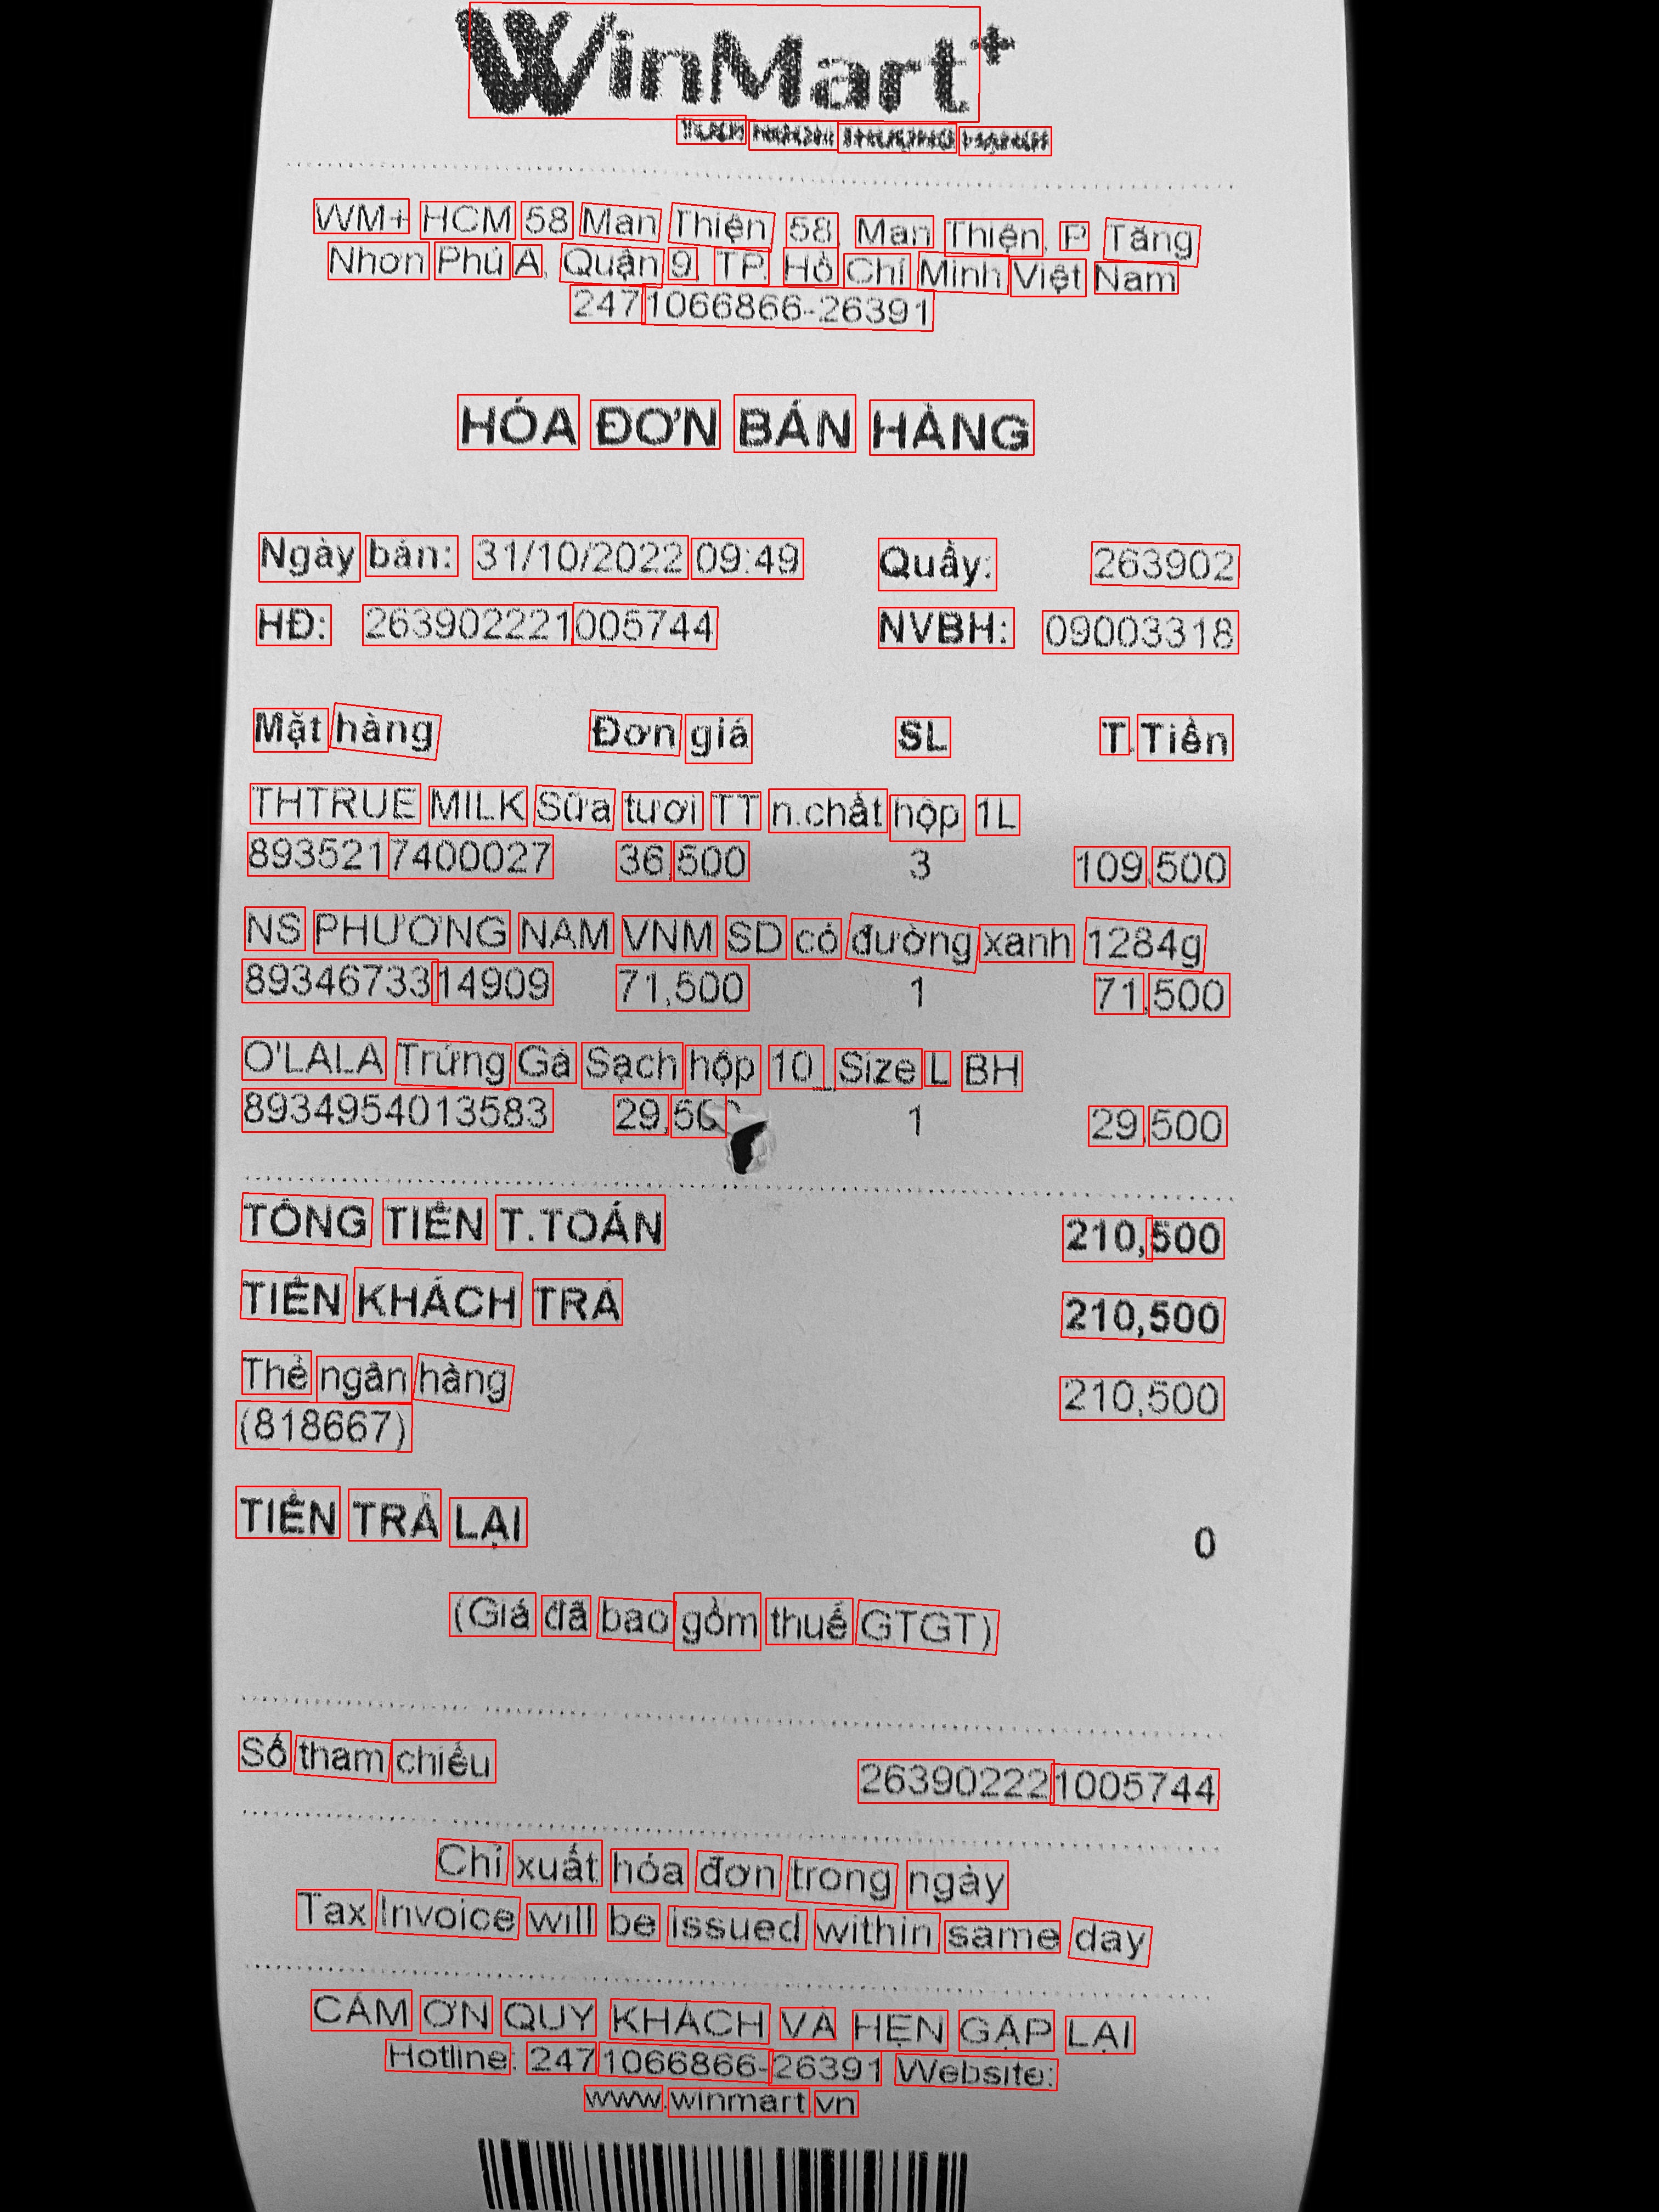 WinMart+
WM+ HCM 58 Man Thiện 58, Man Thiện, P. Tăng
Nhơn Phú A, Quận 9, TP. Hồ Chí Minh Việt Nam
2471066866-26391
HÓA ĐƠN BÁN HÀNG
Ngày bán: 31/10/2022 09:49 Quầy: 263902
HĐ: 263902221005744 NVBH: 09003318
Mặt hàng Đơn giá SL T.Tiền
THTRUE MILK Sữa tươi TT n.chất hộp 1L
8935217400027 36,500 3 109,500
NS PHƯƠNG NAM VNM SD có đường xanh 1284g
8934673314909 71,500 1 71,500
O'LALA Trứng Gà Sạch hộp 10_Size L BH
8934954013583 29,500 1 29,500
TỔNG TIỀN T.TOÁN 210,500
TIỀN KHÁCH TRẢ 210,500
Thẻ ngân hàng 210,500
(818667)
TIỀN TRẢ LẠI 0
(Giá đã bao gồm thuế GTGT)
Số tham chiếu 263902221005744
Chỉ xuất hóa đơn trong ngày
Tax Invoice will be issued within same day
CẢM ƠN QUÝ KHÁCH VÀ HẸN GẶP LẠI
Hotline: 2471066866-26391 Website:
www.winmart.vn